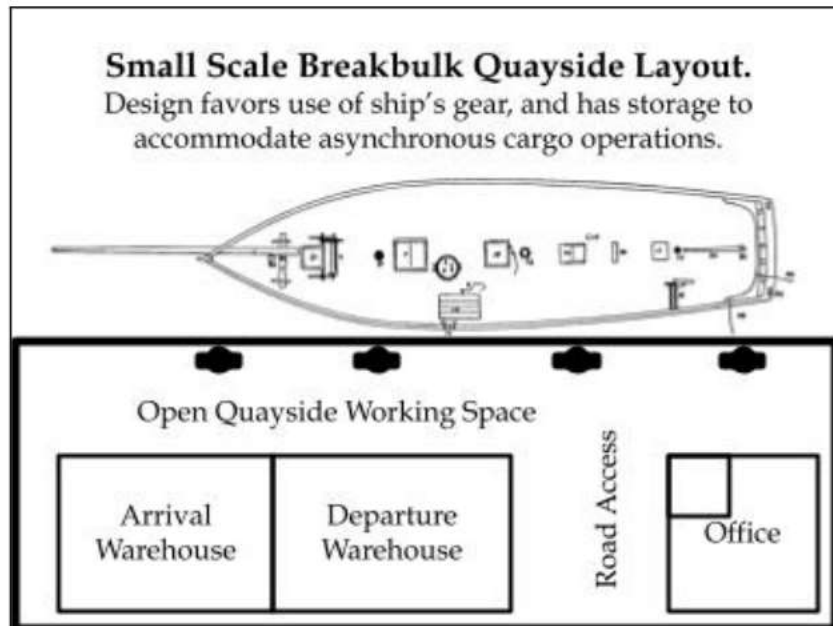 Small Scale Breakbulk Quayside Layout.
Design favors use of ship's gear, and has storage to
accommodate asynchronous cargo operations.
Open Quayside Working Space
Arrival
Warehouse
Departure
Warehouse
Road Access
Office